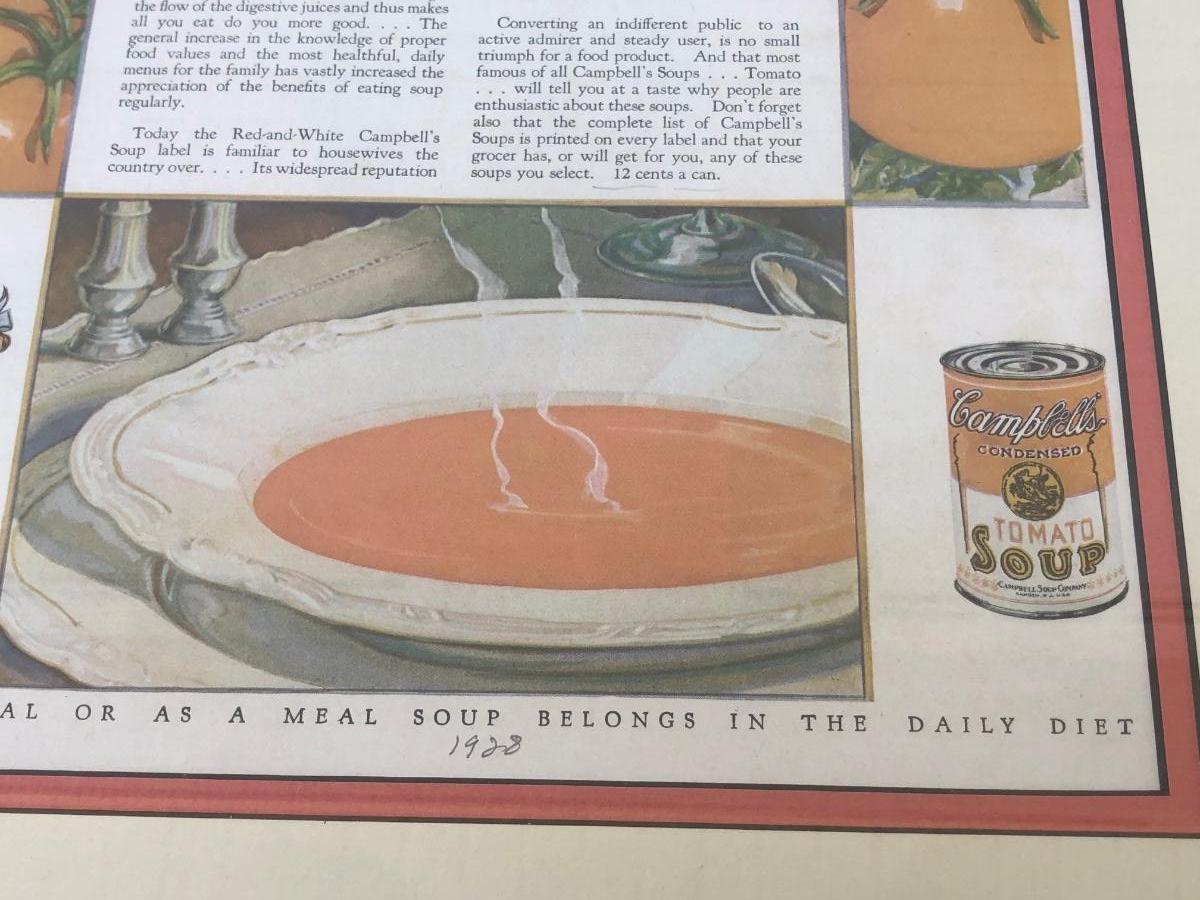 the flow of the digestive juices and thus makes
all you eat do you more good. . . . The
general increase in the knowledge of proper
food values and the most healthful, daily
menus for the family has vastly increased the
appreciation of the benefits of eating soup
regularly.
Today the Red-and-White Campbell's
Soup label is familiar to housewives the
country over. . . . Its widespread reputation
Converting an indifferent public to an
active admirer and steady user, is no small
triumph for a food product. And that most
famous of all Campbell's Soups . . . Tomato
. . . will tell you at a taste why people are
enthusiastic about these soups. Don't forget
also that the complete list of Campbell's
Soups is printed on every label and that your
grocer has, or will get for you, any of these
soups you select. 12 cents a can.
Campbell's
CONDENSED
TOMATO
SOUP
CAMPBELL SOUP COMPANY
CAMDEN, N.J., U.S.A.
AL OR AS A MEAL SOUP BELONGS IN THE DAILY DIET
1928